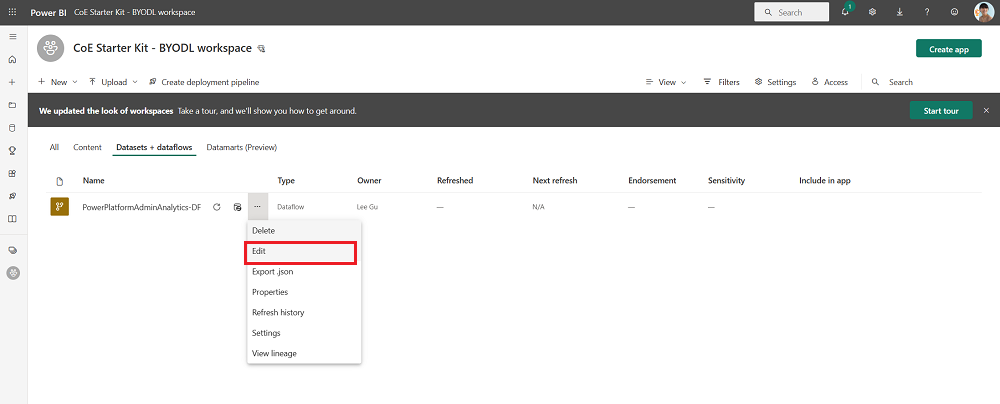 Power BI CoE Starter Kit - BYODL workspace Search 1 ?
CoE Starter Kit - BYODL workspace Create app
New Upload Create deployment pipeline View Filters Settings Access Search
We updated the look of workspaces Take a tour, and we'll show you how to get around. Start tour
All Content Datasets + dataflows Datamarts (Preview)
Name Type Owner Refreshed Next refresh Endorsement Sensitivity Include in app
PowerPlatformAdminAnalytics-DF Dataflow Lee Gu — N/A — —
Delete
Edit
Export .json
Properties
Refresh history
Settings
View lineage